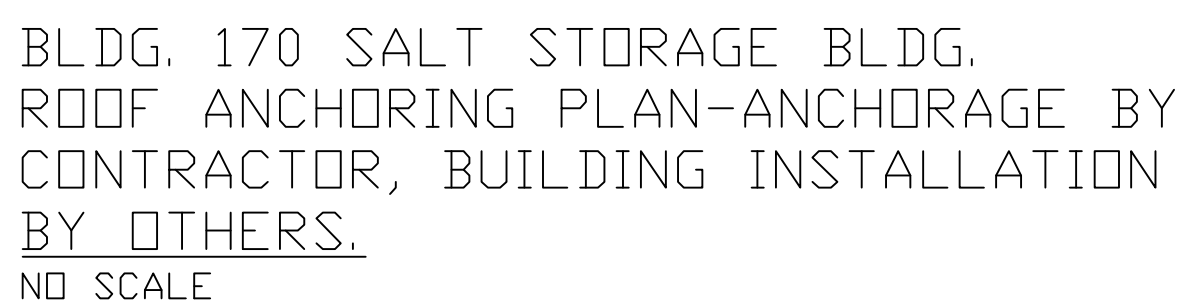 BLDG. 170 SALT STORAGE BLDG.
ROOF ANCHORING PLAN-ANCHORAGE BY
CONTRACTOR, BUILDING INSTALLATION
BY OTHERS.
NO SCALE